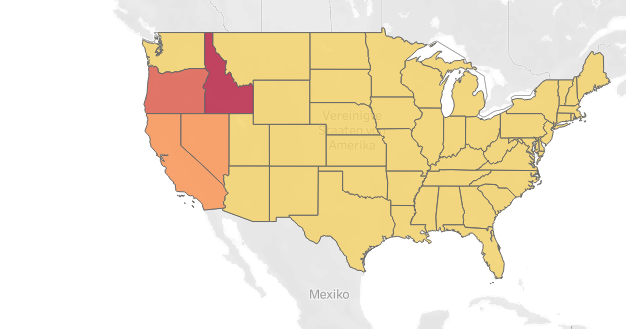 Vereinigte
Staaten von
Amerika
Mexiko